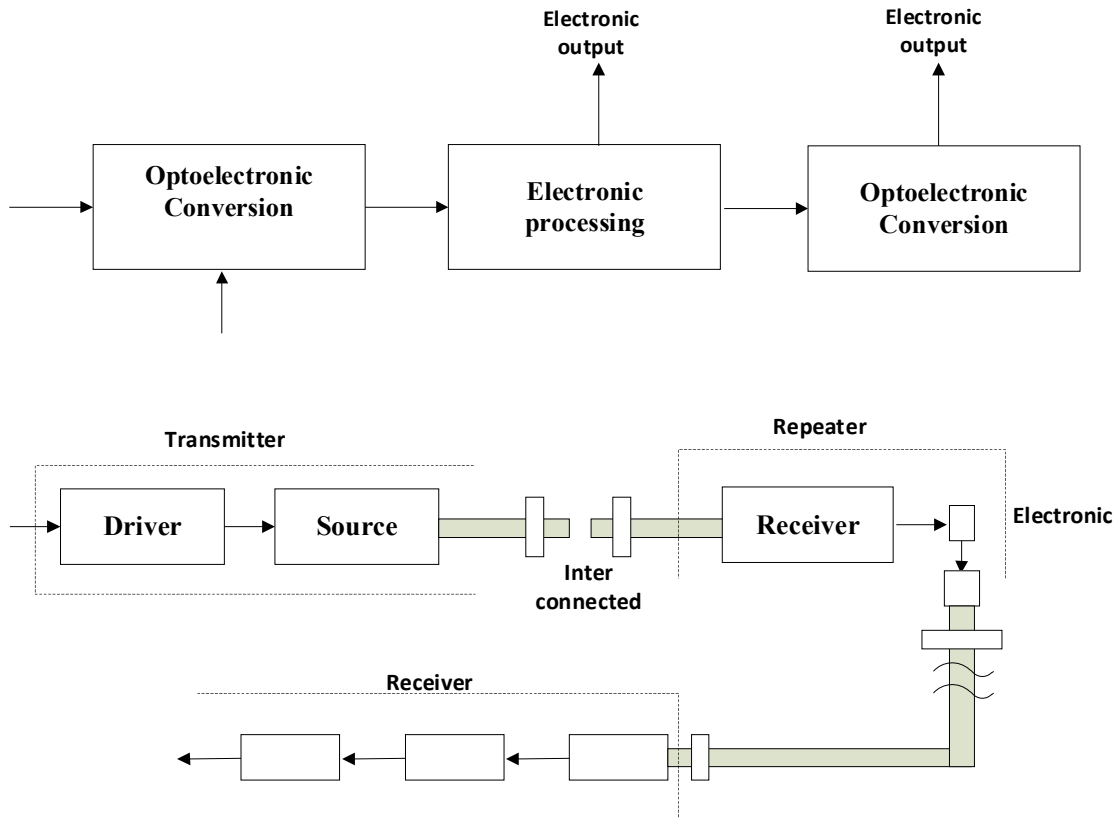 Electronic
output
Electronic
output
Optoelectronic
Conversion
Electronic
processing
Optoelectronic
Conversion
Transmitter
Repeater
Driver
Source
Receiver
Electronic
Inter
connected
Receiver